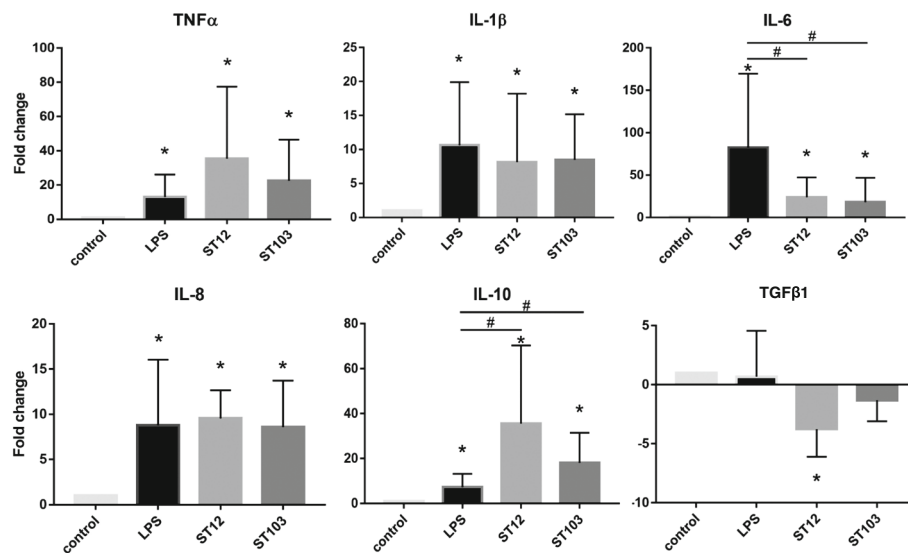 TNFα
Fold change
100
80
60
40
20
0
*
*
*
control
LPS
ST12
ST103
IL-1β
25
20
15
10
5
0
*
*
*
control
LPS
ST12
ST103
IL-6
200
150
100
50
0
#
#
*
*
*
control
LPS
ST12
ST103
IL-8
Fold change
20
15
10
5
0
*
*
*
control
LPS
ST12
ST103
IL-10
80
60
40
20
0
#
#
*
*
*
control
LPS
ST12
ST103
TGFβ1
5
0
-5
-10
*
control
LPS
ST12
ST103